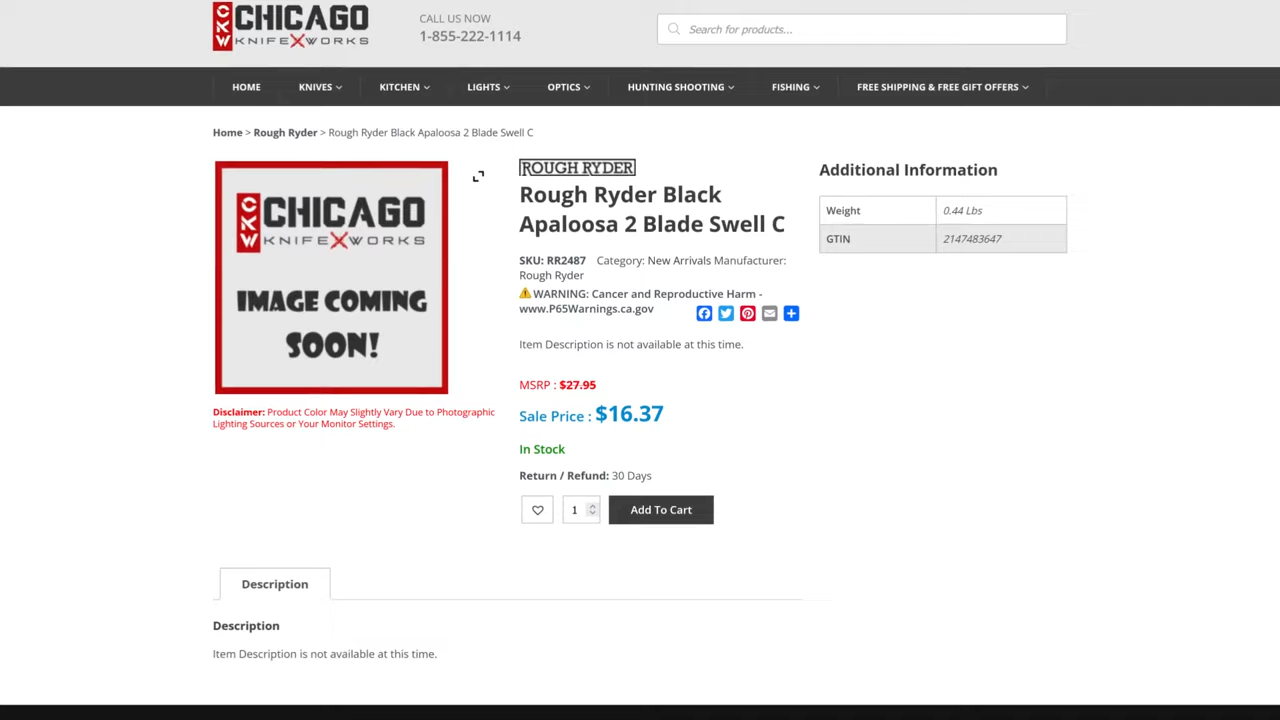 CKW CHICAGO
KNIFE WORKS
CALL US NOW
1-855-222-1114
Search for products...
HOME KNIVES KITCHEN LIGHTS OPTICS HUNTING SHOOTING FISHING FREE SHIPPING & FREE GIFT OFFERS
Home > Rough Ryder > Rough Ryder Black Apaloosa 2 Blade Swell C
CKW CHICAGO
KNIFE WORKS
IMAGE COMING
SOON!
Disclaimer: Product Color May Slightly Vary Due to Photographic
Lighting Sources or Your Monitor Settings.
ROUGH RYDER
Rough Ryder Black
Apaloosa 2 Blade Swell C
SKU: RR2487 Category: New Arrivals Manufacturer:
Rough Ryder
WARNING: Cancer and Reproductive Harm -
www.P65Warnings.ca.gov
Item Description is not available at this time.
MSRP : $27.95
Sale Price : $16.37
In Stock
Return / Refund: 30 Days
1 Add To Cart
Additional Information
Weight 0.44 Lbs
GTIN 2147483647
Description
Description
Item Description is not available at this time.